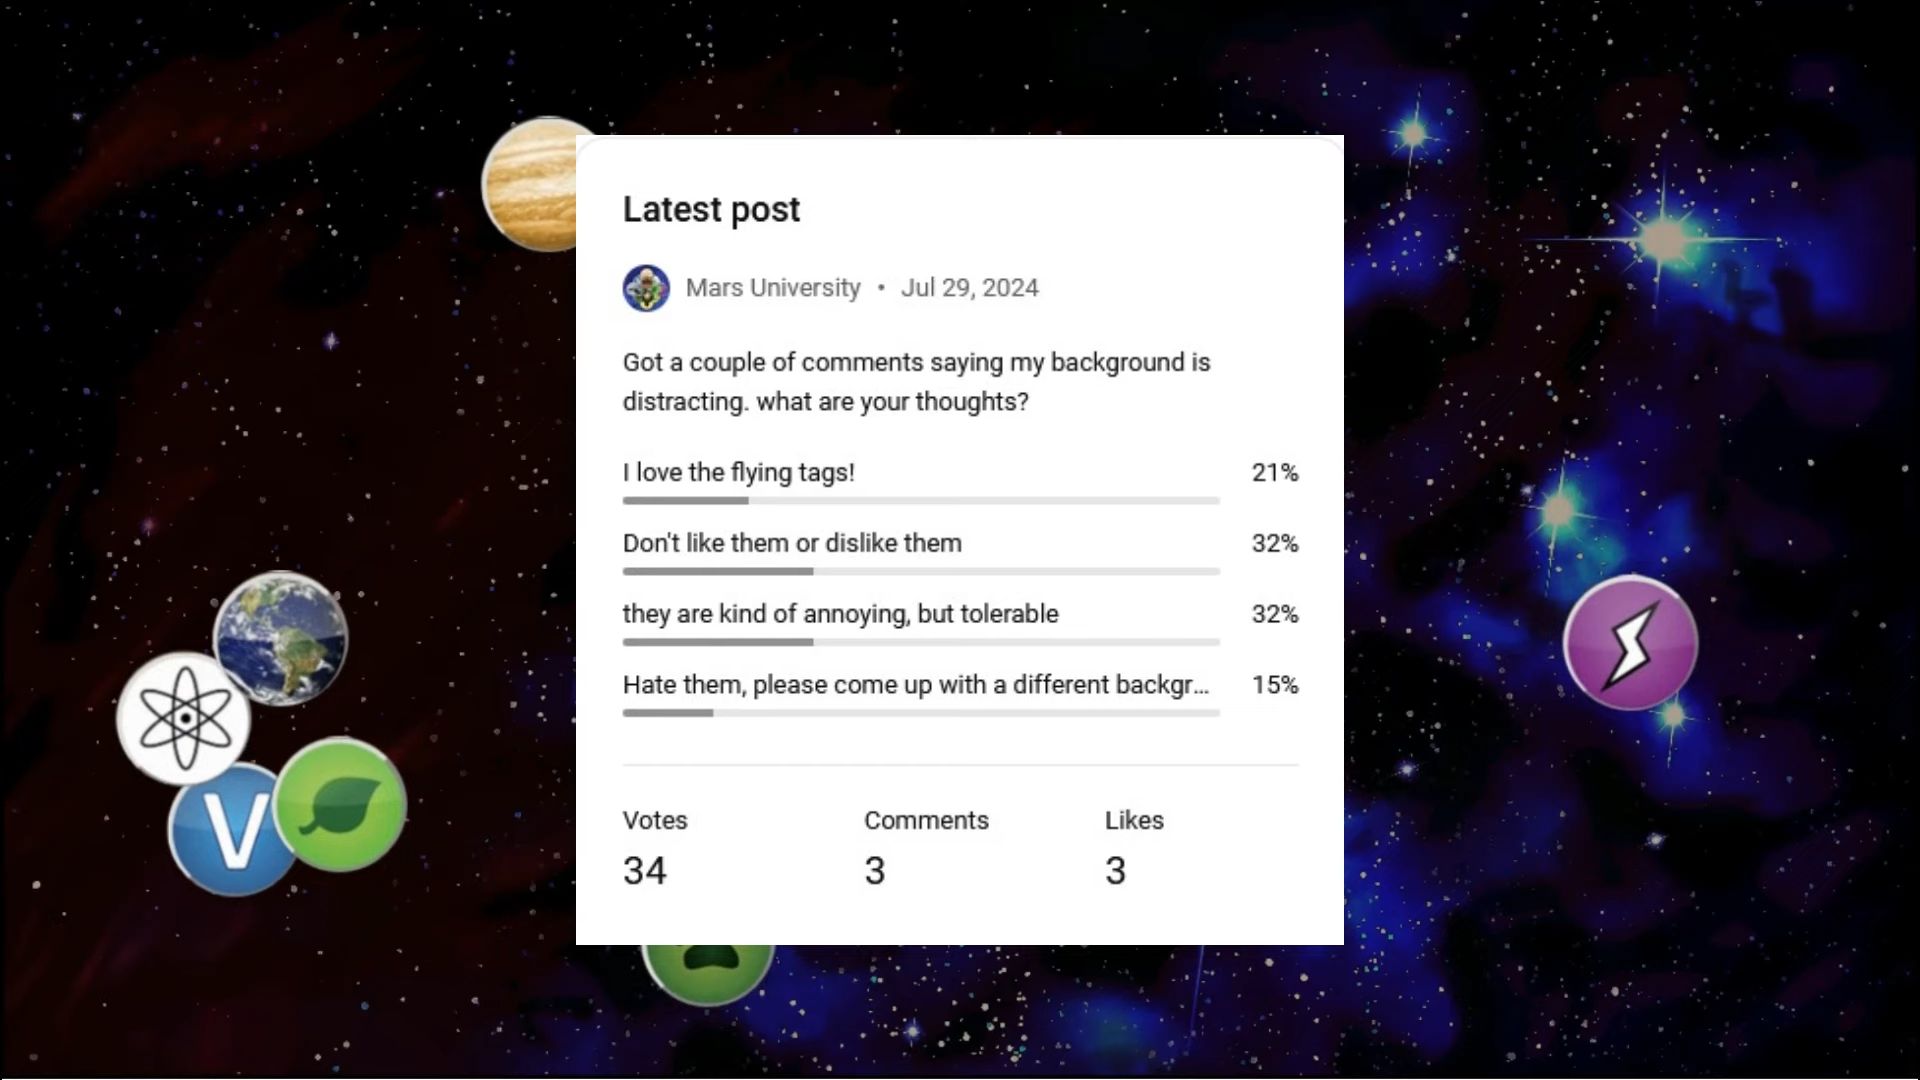 Latest post
Mars University • Jul 29, 2024
Got a couple of comments saying my background is
distracting. what are your thoughts?
I love the flying tags! 21%
Don't like them or dislike them 32%
they are kind of annoying, but tolerable 32%
Hate them, please come up with a different backgr... 15%
Votes Comments Likes
34 3 3
V